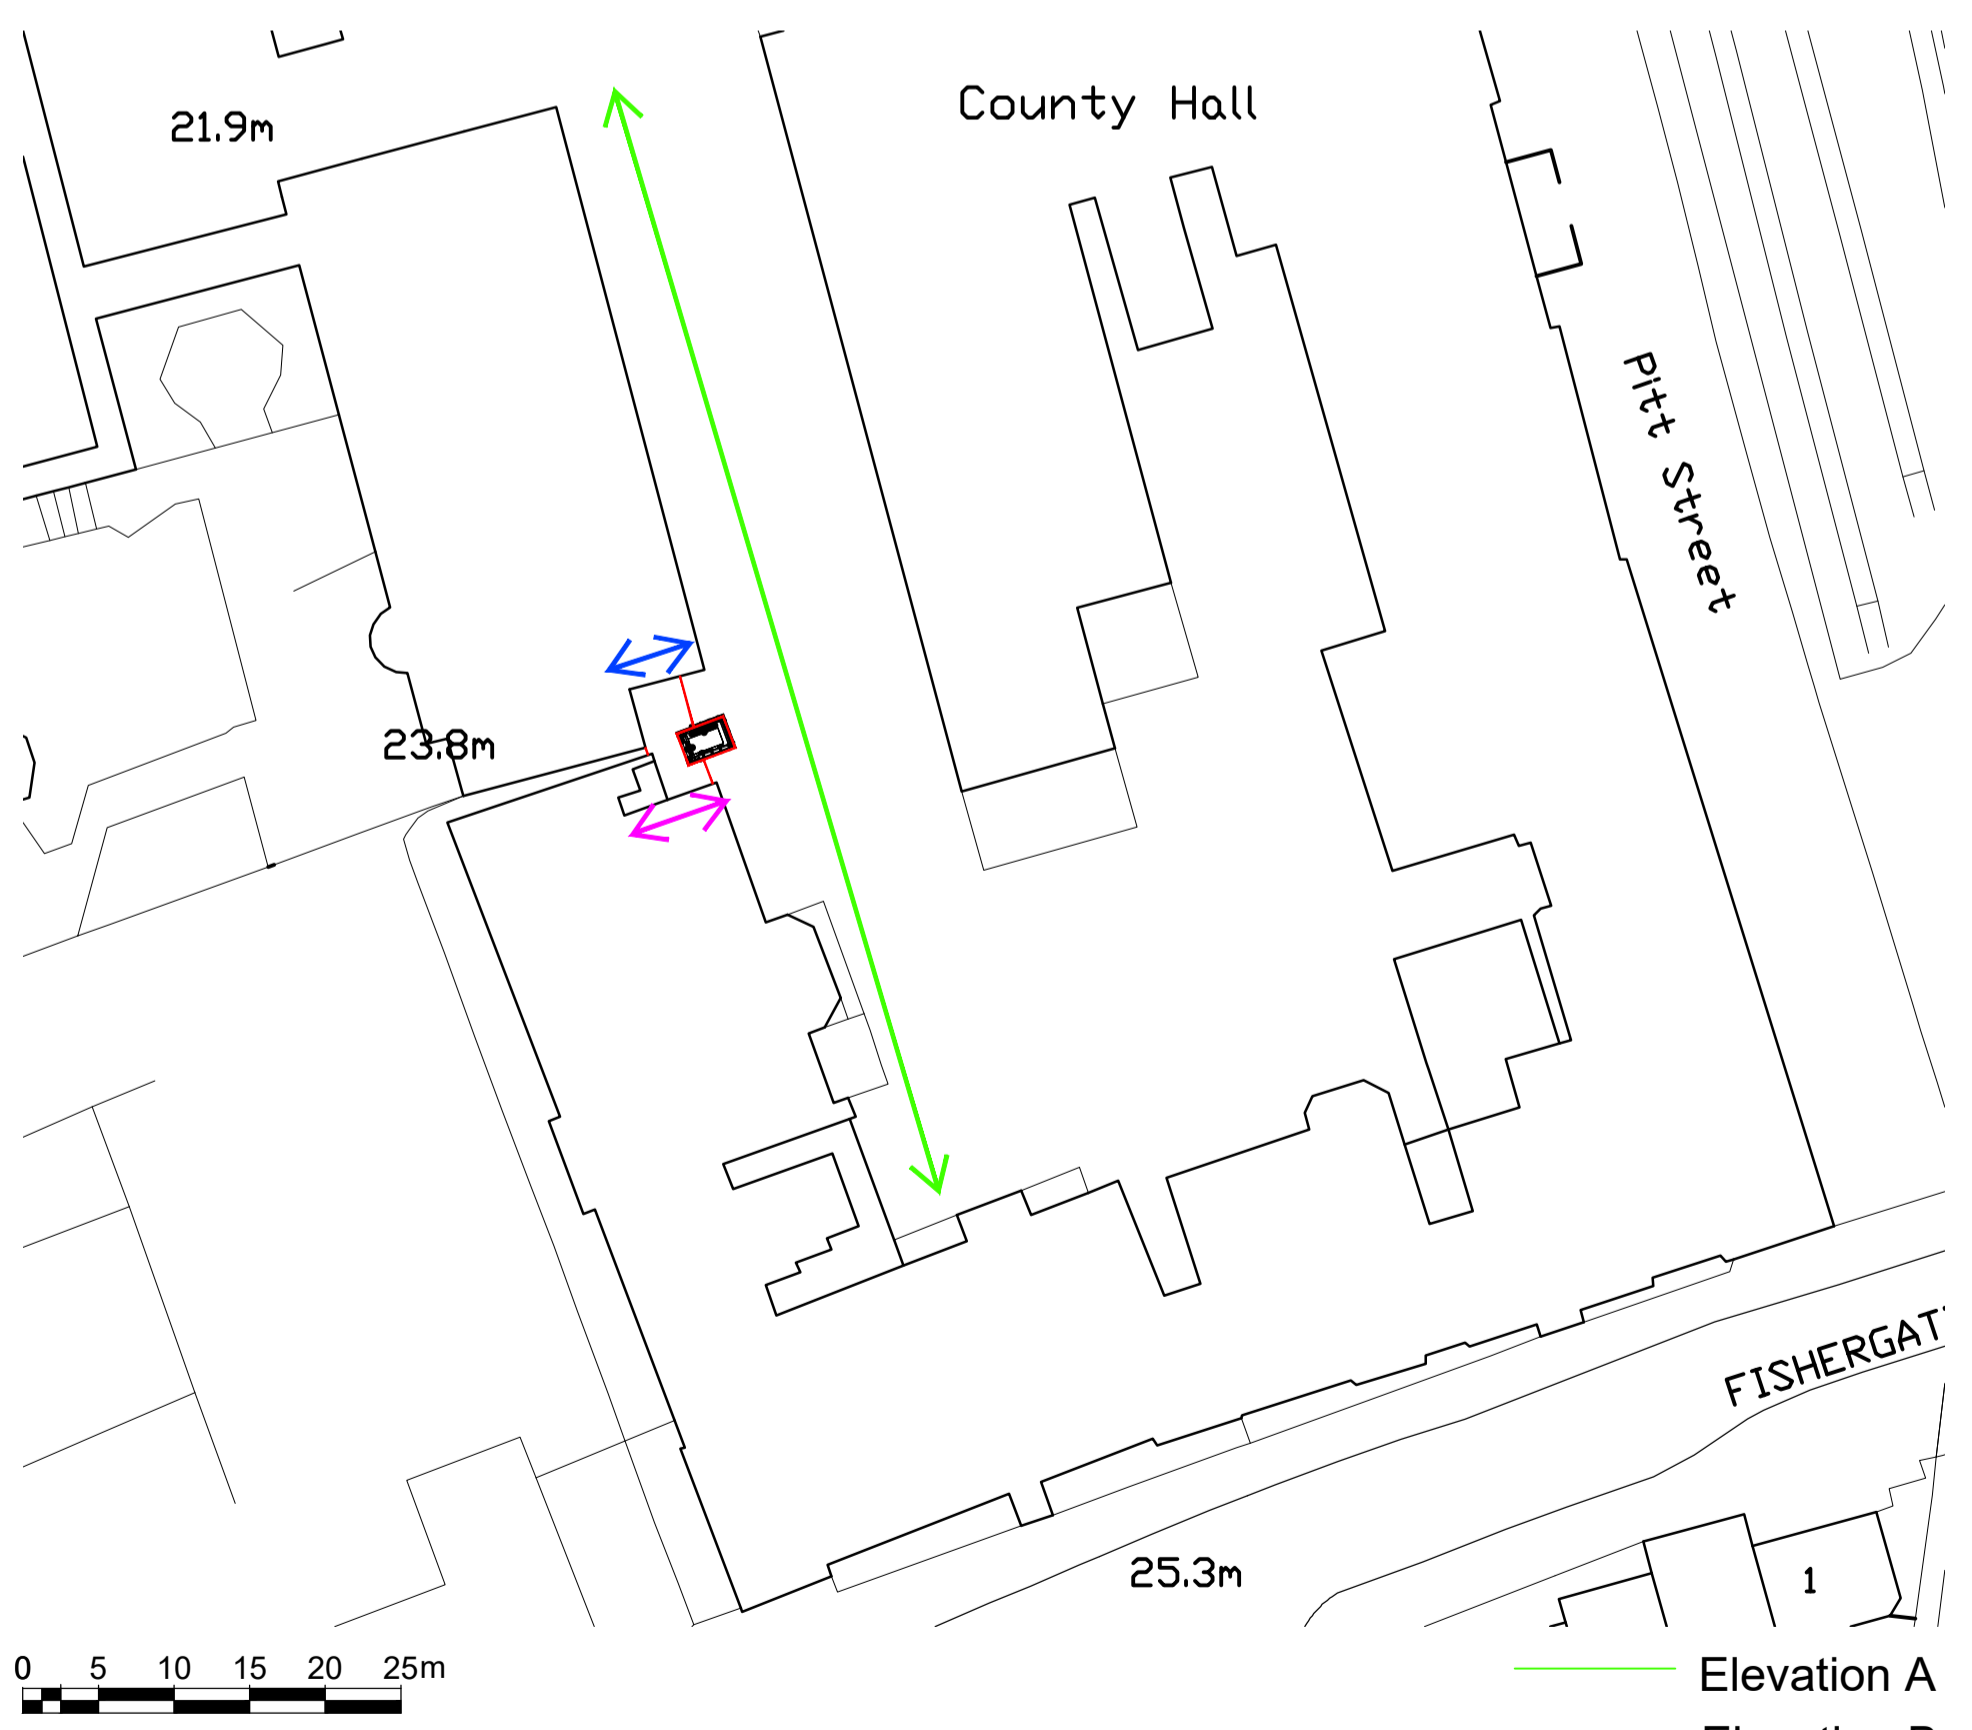 County Hall
21.9m
Pitt Street
23.8m
FISHERGAT
25.3m
1
0 5 10 15 20 25m
Elevation A